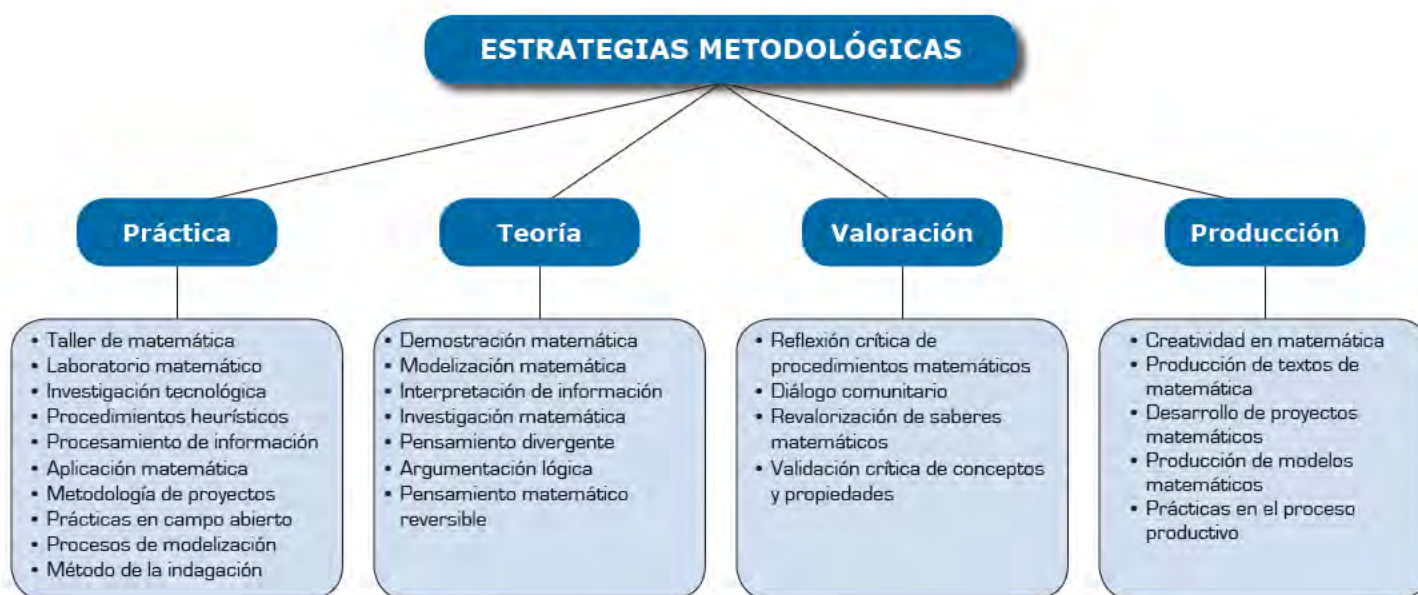 ESTRATEGIAS METODOLÓGICAS
Práctica
• Taller de matemática
• Laboratorio matemático
• Investigación tecnológica
• Procedimientos heurísticos
• Procesamiento de información
• Aplicación matemática
• Metodología de proyectos
• Prácticas en campo abierto
• Procesos de modelización
• Método de la indagación
Teoría
• Demostración matemática
• Modelización matemática
• Interpretación de información
• Investigación matemática
• Pensamiento divergente
• Argumentación lógica
• Pensamiento matemático
reversible
Valoración
• Reflexión crítica de
procedimientos matemáticos
• Diálogo comunitario
• Revalorización de saberes
matemáticos
• Validación crítica de conceptos
y propiedades
Producción
• Creatividad en matemática
• Producción de textos de
matemática
• Desarrollo de proyectos
matemáticos
• Producción de modelos
matemáticos
• Prácticas en el proceso
productivo